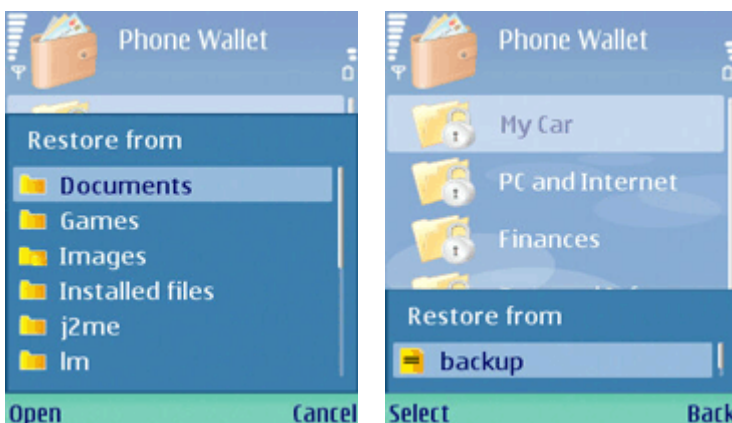 Phone Wallet
Restore from
Documents
Games
Images
Installed files
j2me
lm
Open Cancel
Phone Wallet
My Car
PC and Internet
Finances
Restore from
backup
Select Back